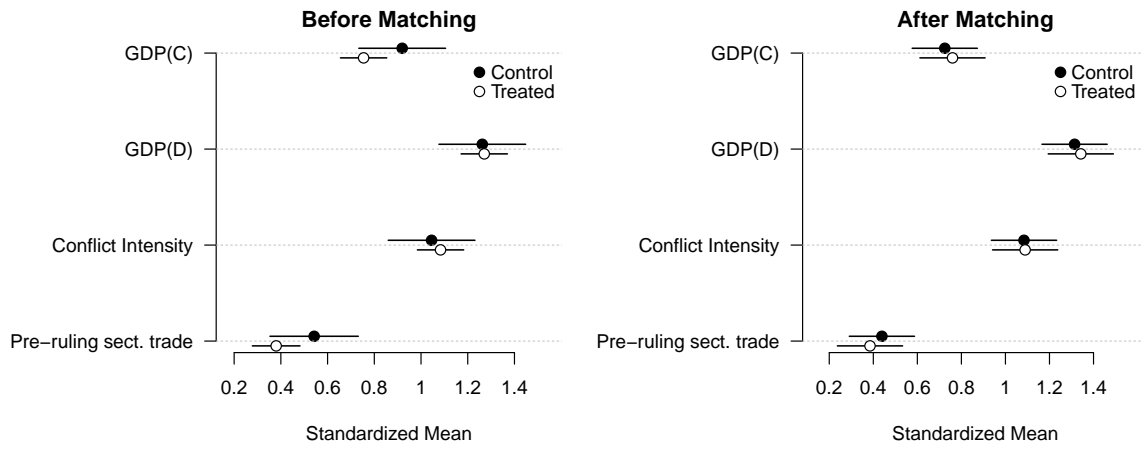 Before Matching
GDP(C)
Control
Treated
GDP(D)
Conflict Intensity
Pre−ruling sect. trade
0.2 0.4 0.6 0.8 1 1.2 1.4
Standardized Mean
After Matching
GDP(C)
Control
Treated
GDP(D)
Conflict Intensity
Pre−ruling sect. trade
0.2 0.4 0.6 0.8 1 1.2 1.4
Standardized Mean